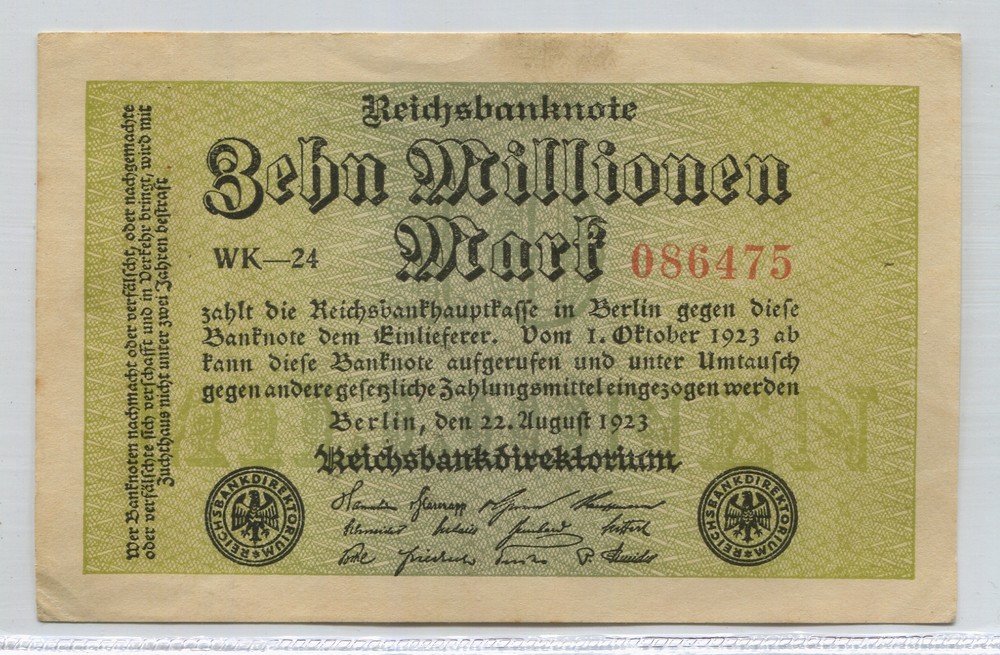 Reichsbanknote
Zehn Millionen
Mark
WK—24
086475
zahlt die Reichsbankhauptkasse in Berlin gegen diese
Banknote dem Einlieferer. Vom 1. Oktober 1923 ab
kann diese Banknote aufgerufen und unter Umtausch
gegen andere gesetzliche Zahlungsmittel eingezogen werden
Berlin, den 22. August 1923
Reichsbankdirektorium
REICHSBANKDIREKTORIUM
REICHSBANKDIREKTORIUM
Wer Banknoten nachmacht oder verfälscht, oder nachgemachte
oder verfälschte sich verschafft und in Verkehr bringt, wird mit
Zuchthaus nicht unter zwei Jahren bestraft